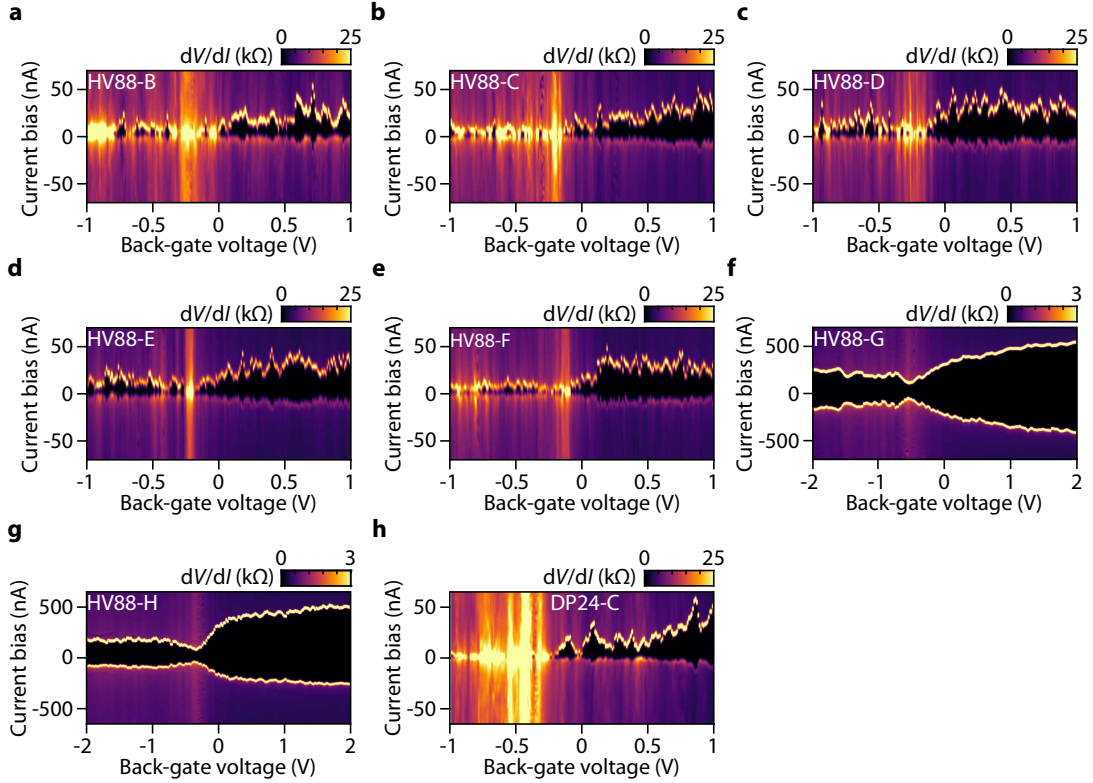 a
dV/dI (kΩ) 0 25
HV88-B
Current bias (nA)
50
0
-50
-1 -0.5 0 0.5 1
Back-gate voltage (V)
b
dV/dI (kΩ) 0 25
HV88-C
Current bias (nA)
50
0
-50
-1 -0.5 0 0.5 1
Back-gate voltage (V)
c
dV/dI (kΩ) 0 25
HV88-D
Current bias (nA)
50
0
-50
-1 -0.5 0 0.5 1
Back-gate voltage (V)
d
dV/dI (kΩ) 0 25
HV88-E
Current bias (nA)
50
0
-50
-1 -0.5 0 0.5 1
Back-gate voltage (V)
e
dV/dI (kΩ) 0 25
HV88-F
Current bias (nA)
50
0
-50
-1 -0.5 0 0.5 1
Back-gate voltage (V)
f
dV/dI (kΩ) 0 3
HV88-G
Current bias (nA)
500
0
-500
-2 -1 0 1 2
Back-gate voltage (V)
g
dV/dI (kΩ) 0 3
HV88-H
Current bias (nA)
500
0
-500
-2 -1 0 1 2
Back-gate voltage (V)
h
dV/dI (kΩ) 0 25
DP24-C
Current bias (nA)
50
0
-50
-1 -0.5 0 0.5 1
Back-gate voltage (V)